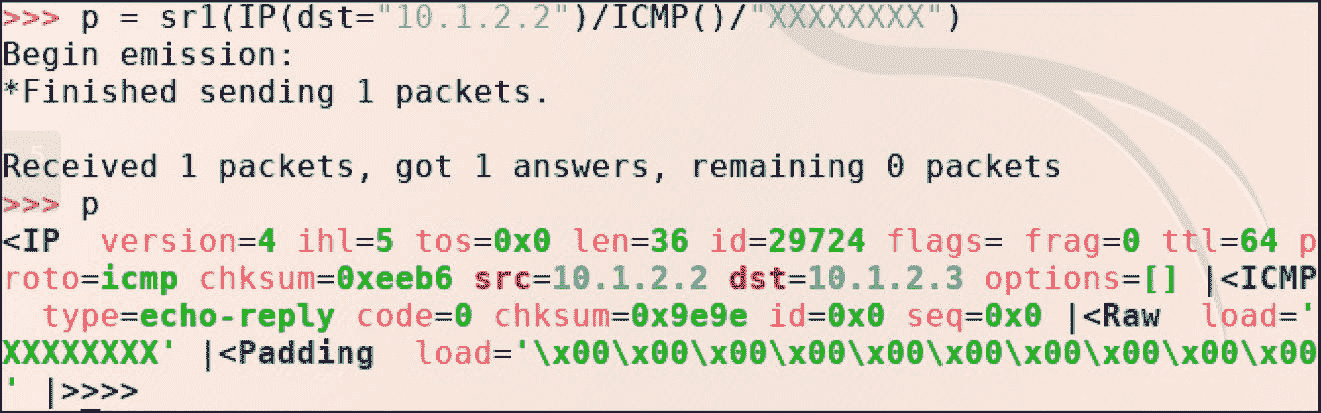 >>> p = sr1(IP(dst="10.1.2.2")/ICMP()/"XXXXXXXX")
Begin emission:
*Finished sending 1 packets.
Received 1 packets, got 1 answers, remaining 0 packets
>>> p
<IP  version=4 ihl=5 tos=0x0 len=36 id=29724 flags= frag=0 ttl=64 p
roto=icmp chksum=0xeeb6 src=10.1.2.2 dst=10.1.2.3 options=[] |<ICMP
  type=echo-reply code=0 chksum=0x9e9e id=0x0 seq=0x0 |<Raw  load='
XXXXXXXX' |<Padding  load='\x00\x00\x00\x00\x00\x00\x00\x00\x00\x00
' |>>>>